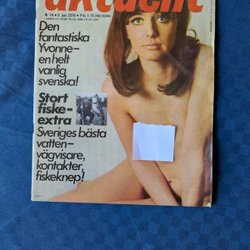 aktuellt
Den
fantastiska
Yvonne-
en helt
vanlig
svenska!
Stort
fiske-
extra
Sveriges bästa
vatten-
vägvisare,
kontakter,
fiskeknep!